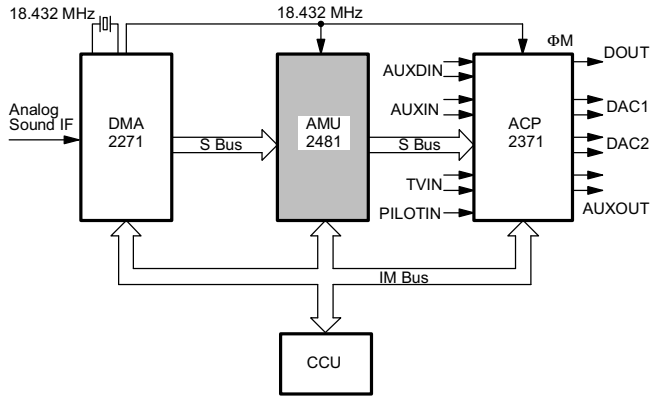 18.432 MHz
18.432 MHz
ΦM
DOUT
AUXDIN
Analog
Sound IF
DMA
2271
S Bus
AMU
2481
S Bus
AUXIN
ACP
2371
DAC1
DAC2
TVIN
PILOTIN
AUXOUT
IM Bus
CCU